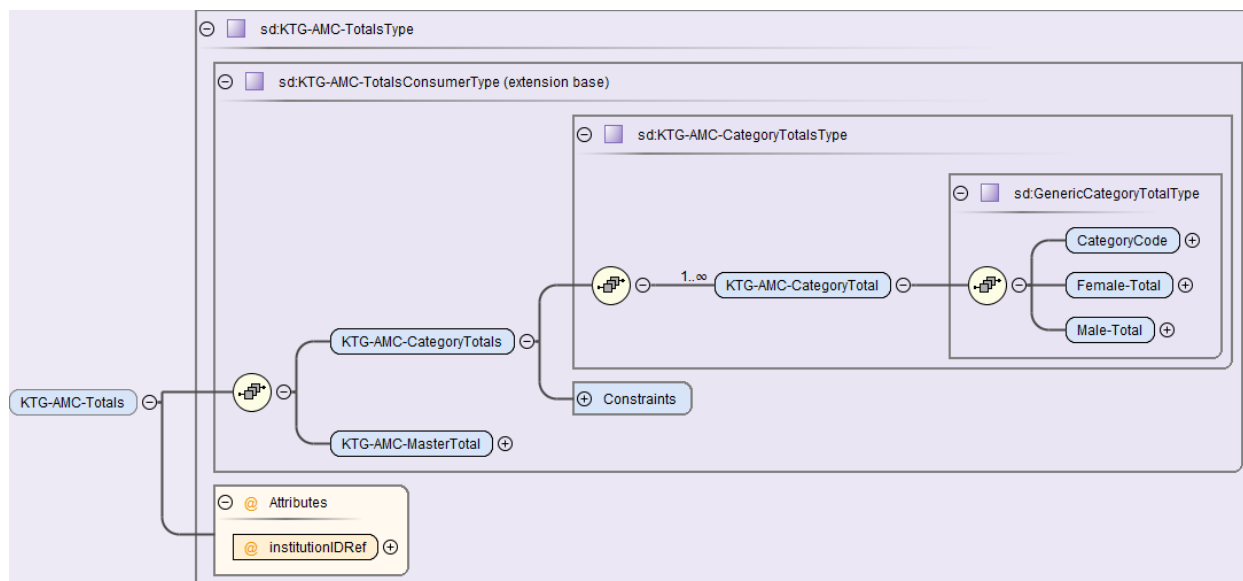 sd:KTG-AMC-TotalsType
sd:KTG-AMC-TotalsConsumerType (extension base)
sd:KTG-AMC-CategoryTotalsType
sd:GenericCategoryTotalType
CategoryCode
1..∞
KTG-AMC-CategoryTotal
Female-Total
Male-Total
KTG-AMC-CategoryTotals
Constraints
KTG-AMC-Totals
KTG-AMC-MasterTotal
@ Attributes
@ institutionIDRef